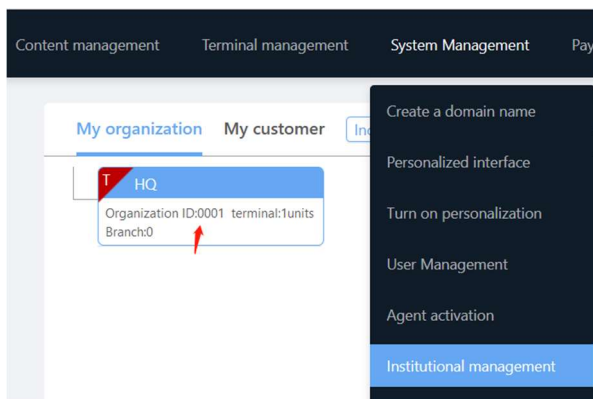 Content management Terminal management System Management Pay
My organization My customer
Create a domain name
Personalized interface
T HQ
Organization ID:0001 terminal:1units
Branch:0
Turn on personalization
User Management
Agent activation
Institutional management